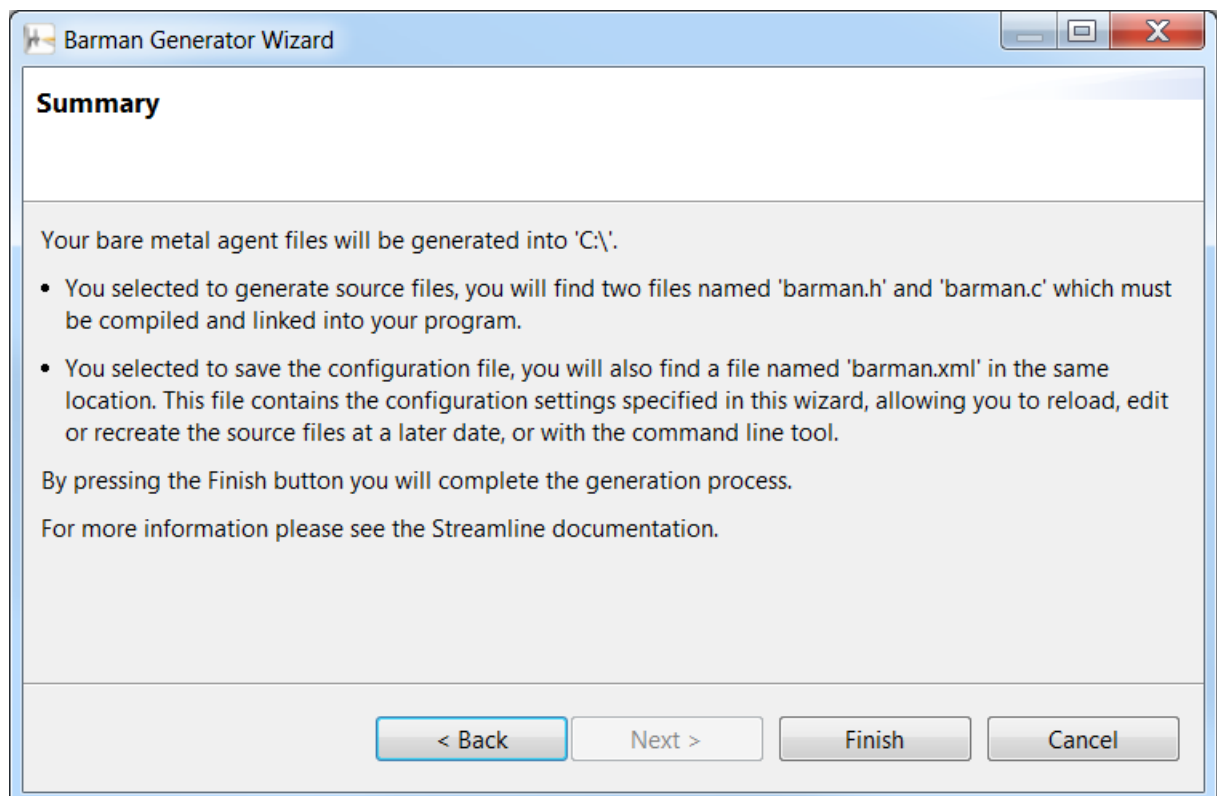 Barman Generator Wizard
Summary
Your bare metal agent files will be generated into 'C:\'.
• You selected to generate source files, you will find two files named 'barman.h' and 'barman.c' which must
be compiled and linked into your program.
• You selected to save the configuration file, you will also find a file named 'barman.xml' in the same
location. This file contains the configuration settings specified in this wizard, allowing you to reload, edit
or recreate the source files at a later date, or with the command line tool.
By pressing the Finish button you will complete the generation process.
For more information please see the Streamline documentation.
< Back Next > Finish Cancel